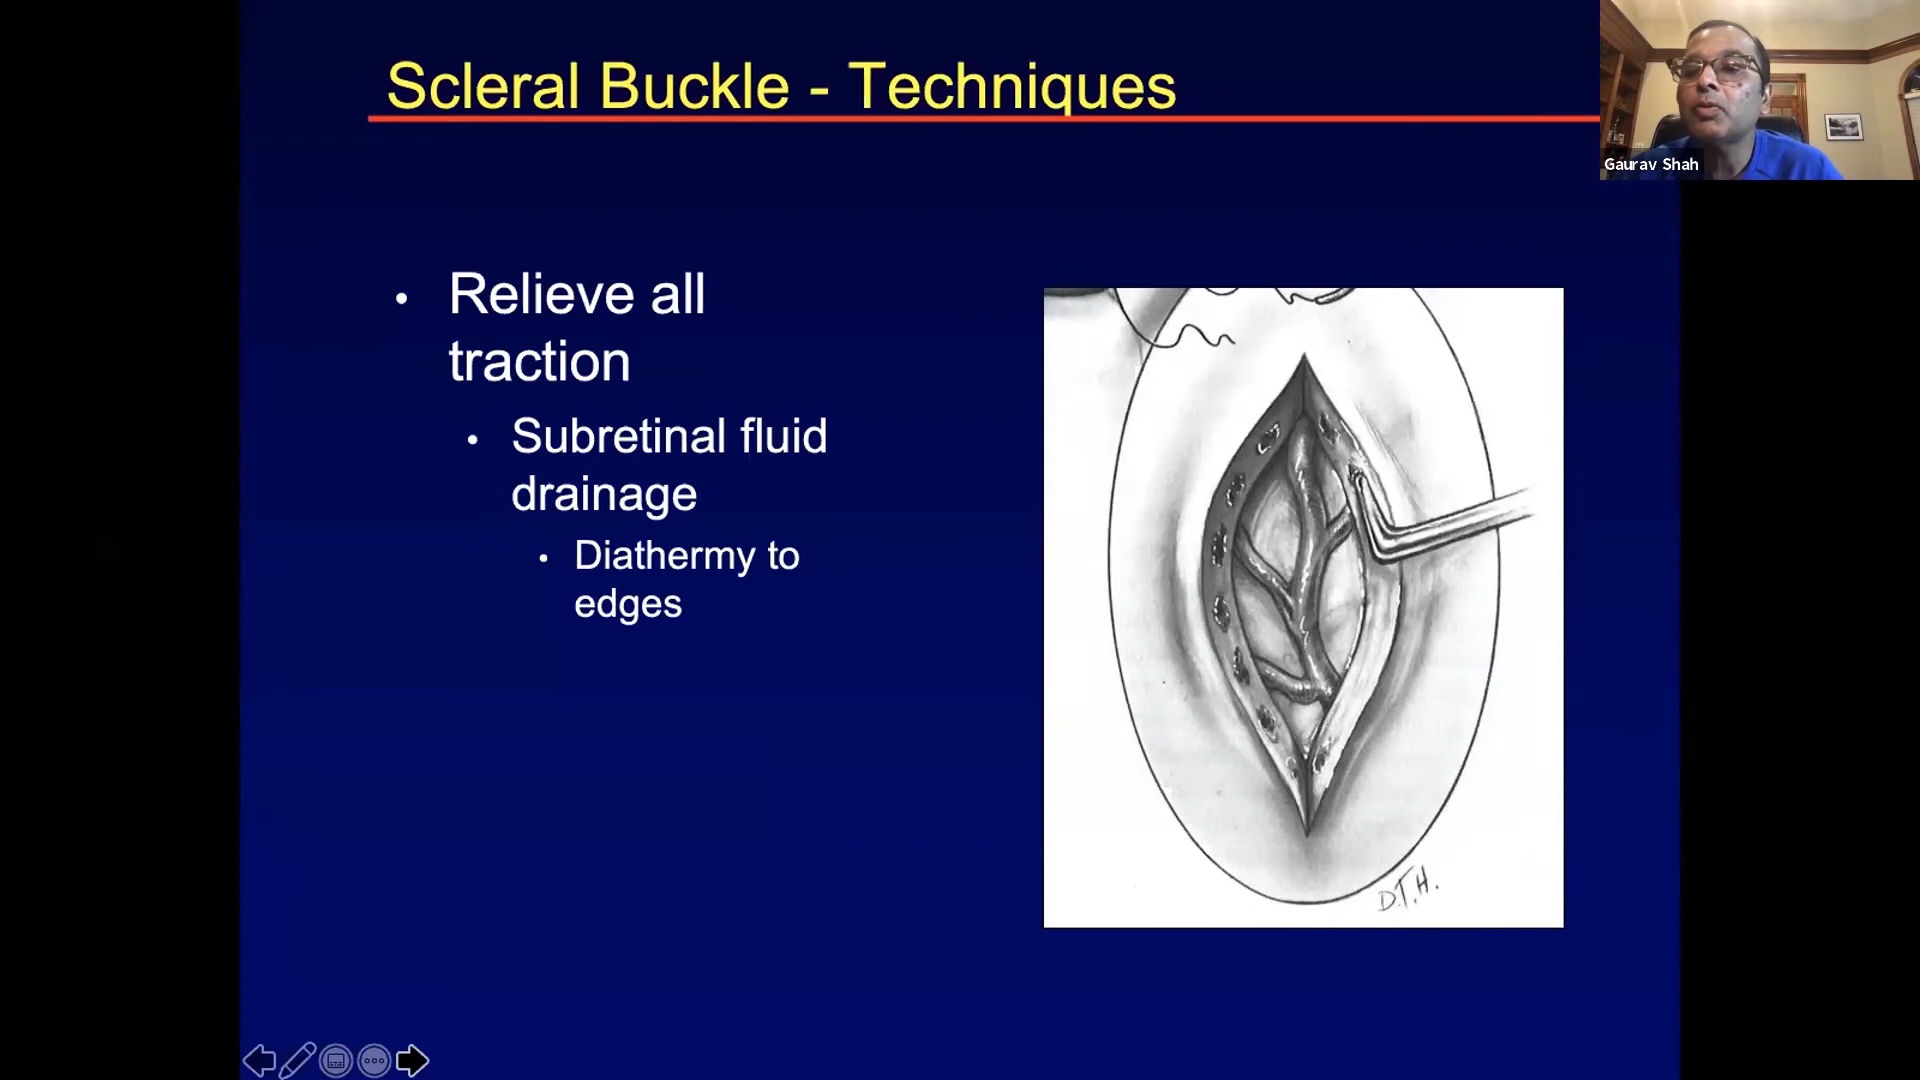 Scleral Buckle - Techniques
Gaurav Shah
• Relieve all
traction
• Subretinal fluid
drainage
• Diathermy to
edges
D.T.H.